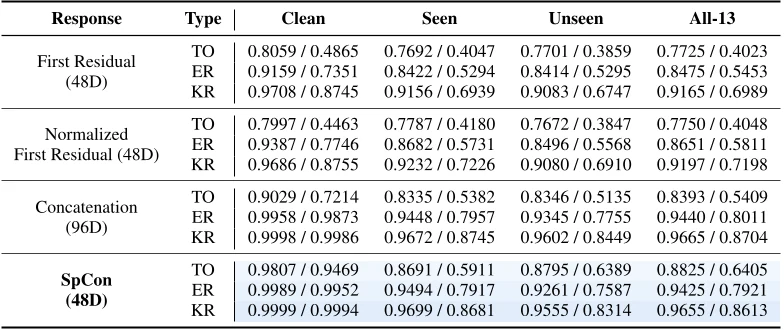 Response Type Clean Seen Unseen All-13
First Residual (48D) TO 0.8059 / 0.4865 0.7692 / 0.4047 0.7701 / 0.3859 0.7725 / 0.4023
ER 0.9159 / 0.7351 0.8422 / 0.5294 0.8414 / 0.5295 0.8475 / 0.5453
KR 0.9708 / 0.8745 0.9156 / 0.6939 0.9083 / 0.6747 0.9165 / 0.6989
Normalized First Residual (48D) TO 0.7997 / 0.4463 0.7787 / 0.4180 0.7672 / 0.3847 0.7750 / 0.4048
ER 0.9387 / 0.7746 0.8682 / 0.5731 0.8496 / 0.5568 0.8651 / 0.5811
KR 0.9686 / 0.8755 0.9232 / 0.7226 0.9080 / 0.6910 0.9197 / 0.7198
Concatenation (96D) TO 0.9029 / 0.7214 0.8335 / 0.5382 0.8346 / 0.5135 0.8393 / 0.5409
ER 0.9958 / 0.9873 0.9448 / 0.7957 0.9345 / 0.7755 0.9440 / 0.8011
KR 0.9998 / 0.9986 0.9672 / 0.8745 0.9602 / 0.8449 0.9665 / 0.8704
SpCon (48D) TO 0.9807 / 0.9469 0.8691 / 0.5911 0.8795 / 0.6389 0.8825 / 0.6405
ER 0.9989 / 0.9952 0.9494 / 0.7917 0.9261 / 0.7587 0.9425 / 0.7921
KR 0.9999 / 0.9994 0.9699 / 0.8681 0.9555 / 0.8314 0.9655 / 0.8613